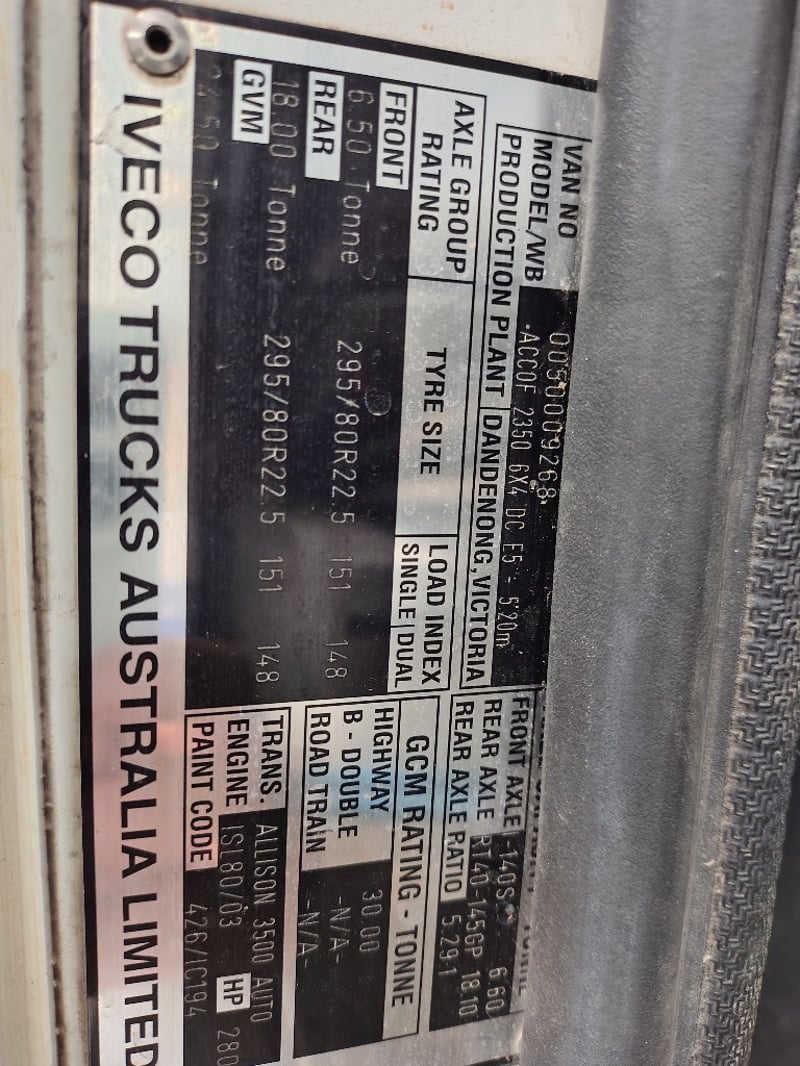 VAN NO 0050009268
MODEL/WB ACCOF 2350 6X4 DC E5 - 5.20m
PRODUCTION PLANT DANDENONG, VICTORIA
FRONT AXLE 6.60
REAR AXLE RT40-145GP 18.10
REAR AXLE RATIO 5.29:1
AXLE GROUP RATING TYRE SIZE LOAD INDEX SINGLE/DUAL
FRONT
6.50 Tonne 295/80R22.5 151 148
REAR
18.00 Tonne 295/80R22.5 151 148
GVM
Tonne
GCM RATING - TONNE
HIGHWAY 30.00
B - DOUBLE -N/A-
ROAD TRAIN -N/A-
TRANS. ALLISON 3500 AUTO
ENGINE ISL80/03 HP 280
PAINT CODE 426/IC194
IVECO TRUCKS AUSTRALIA LIMITED